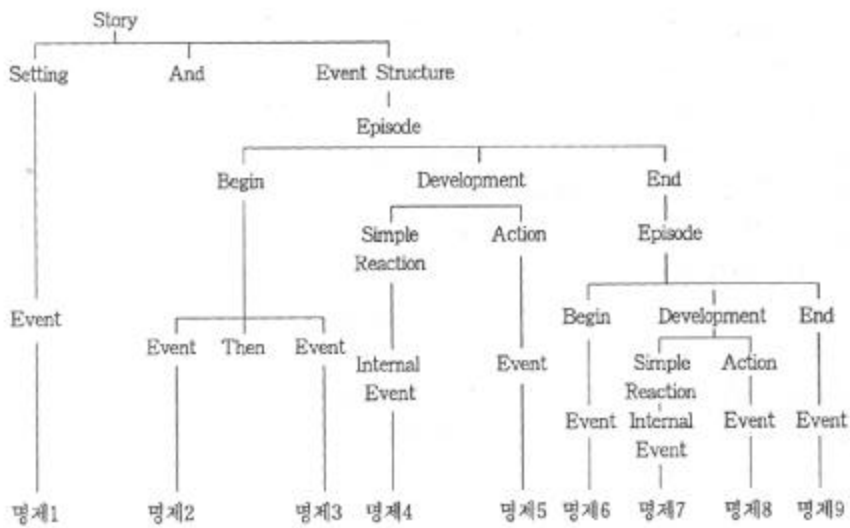 Story
Setting And Event Structure
Episode
Begin Development End
Simple Reaction Action Episode
Event Begin Development End
Event Then Event Internal Event Event Simple Reaction Action
Event Internal Event Event Event
명제1 명제2 명제3 명제4 명제5 명제6 명제7 명제8 명제9